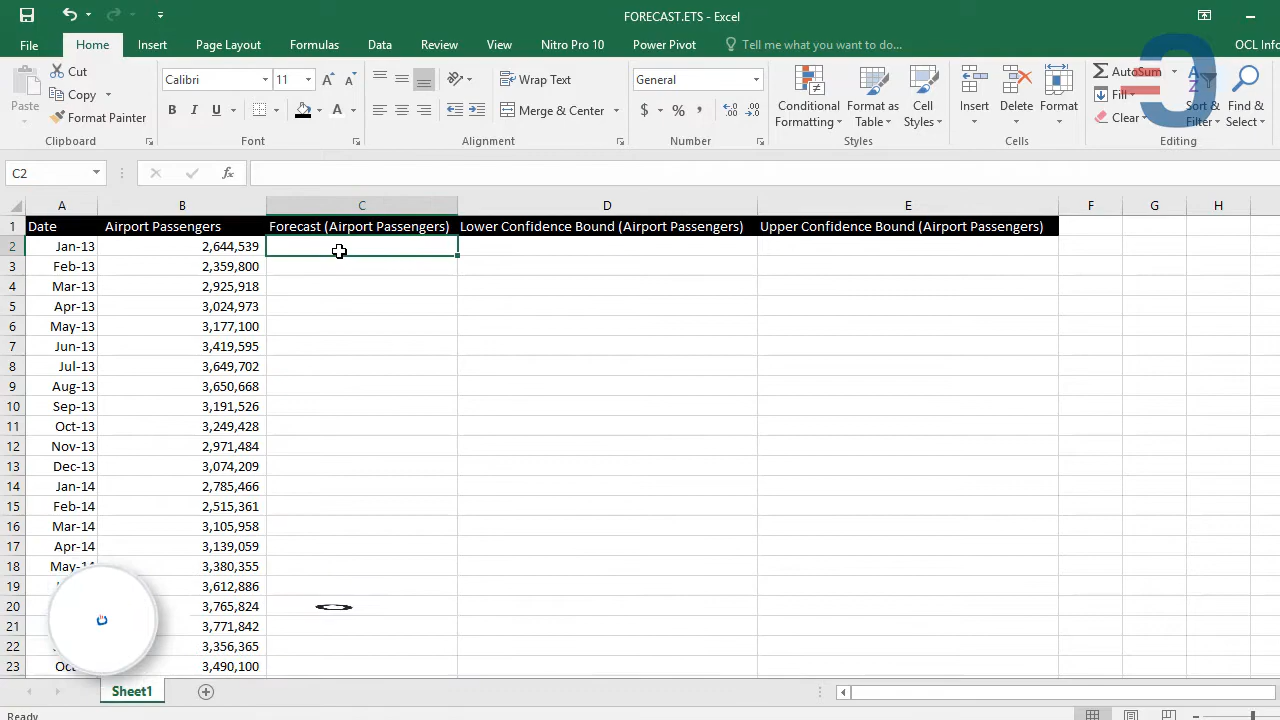 FORECAST.ETS - Excel
File Home Insert Page Layout Formulas Data Review View Nitro Pro 10 Power Pivot Tell me what you want to do... OCL Info
Paste Cut Copy Format Painter Clipboard
Calibri 11 B I U A Font
Wrap Text Merge & Center Alignment
General $ % , Number
Conditional Formatting Format as Table Cell Styles Styles
Insert Delete Format Cells
AutoSum Fill Clear Sort & Filter Find & Select Editing
C2 fx
A B C D E F G H
1 Date Airport Passengers Forecast (Airport Passengers) Lower Confidence Bound (Airport Passengers) Upper Confidence Bound (Airport Passengers)
2 Jan-13 2,644,539
3 Feb-13 2,359,800
4 Mar-13 2,925,918
5 Apr-13 3,024,973
6 May-13 3,177,100
7 Jun-13 3,419,595
8 Jul-13 3,649,702
9 Aug-13 3,650,668
10 Sep-13 3,191,526
11 Oct-13 3,249,428
12 Nov-13 2,971,484
13 Dec-13 3,074,209
14 Jan-14 2,785,466
15 Feb-14 2,515,361
16 Mar-14 3,105,958
17 Apr-14 3,139,059
18 May-14 3,380,355
19 3,612,886
20 3,765,824
21 3,771,842
22 3,356,365
23 3,490,100
Sheet1
Ready